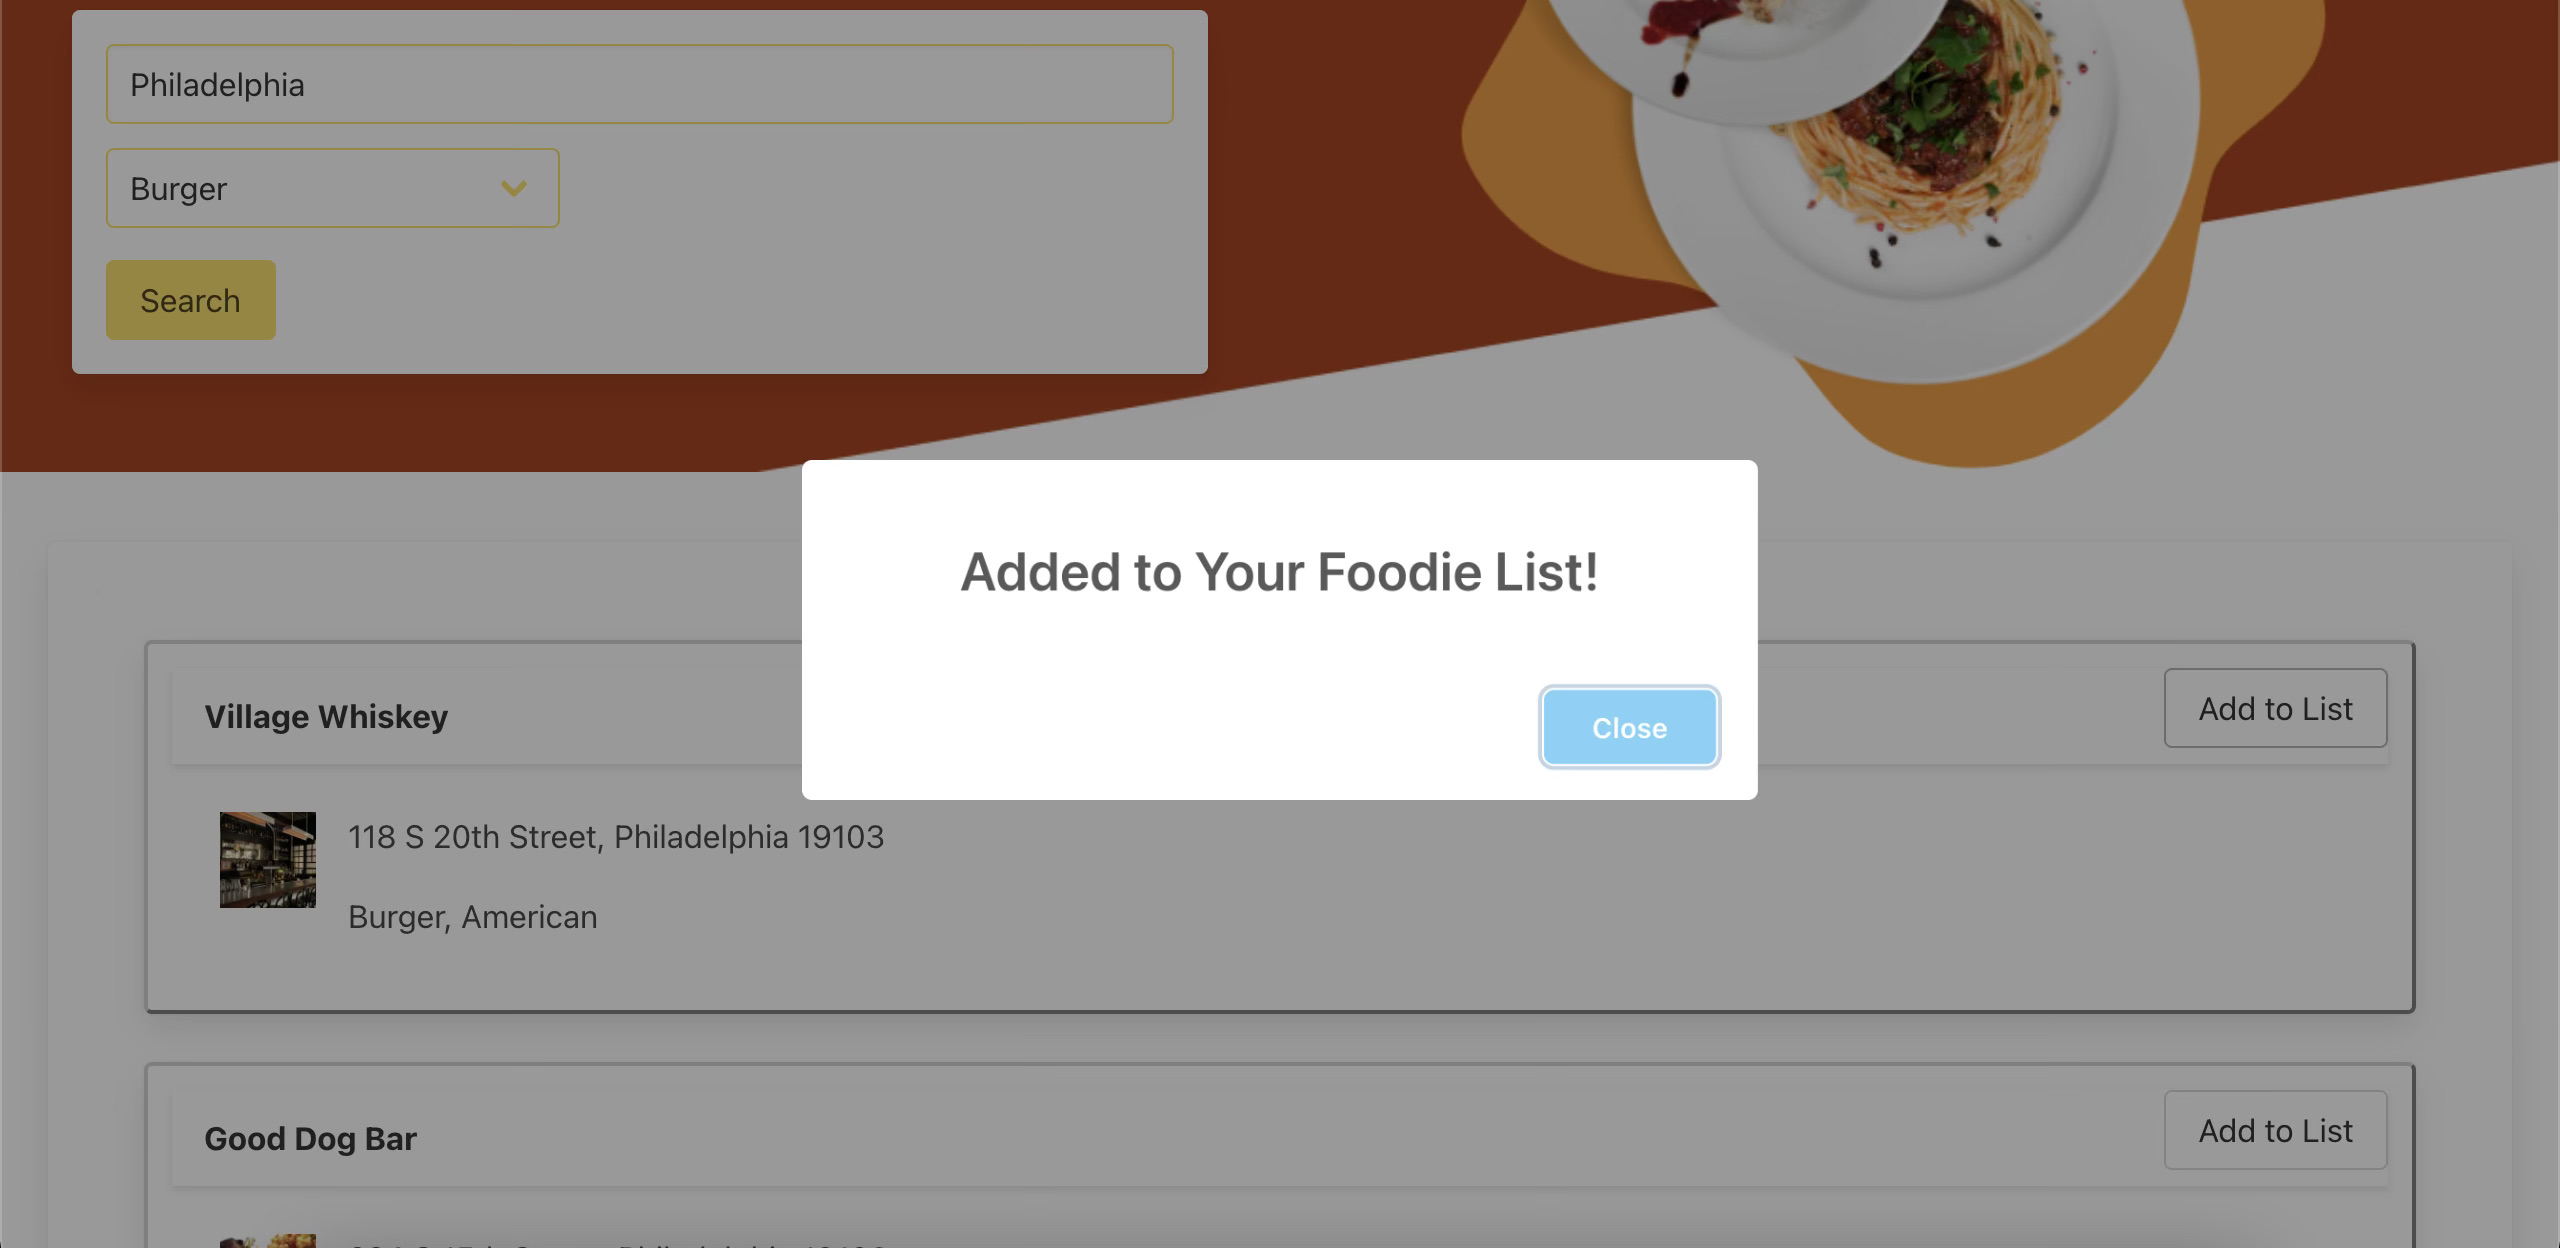 Philadelphia
Burger
Search
Added to Your Foodie List!
Close
Village Whiskey
Add to List
118 S 20th Street, Philadelphia 19103
Burger, American
Good Dog Bar
Add to List